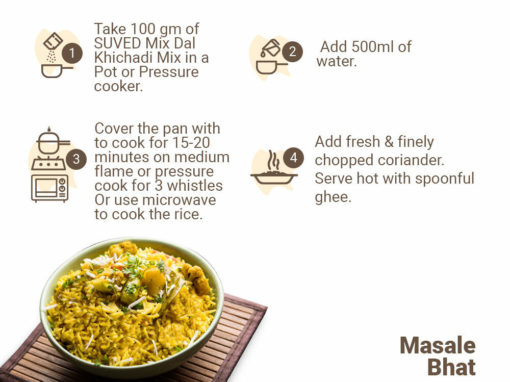 1
Take 100 gm of
SUVED Mix Dal
Khichadi Mix in a
Pot or Pressure
cooker.
2
Add 500ml of
water.
3
Cover the pan with
to cook for 15-20
minutes on medium
flame or pressure
cook for 3 whistles
Or use microwave
to cook the rice.
4
Add fresh & finely
chopped coriander.
Serve hot with spoonful
ghee.
Masale
Bhat